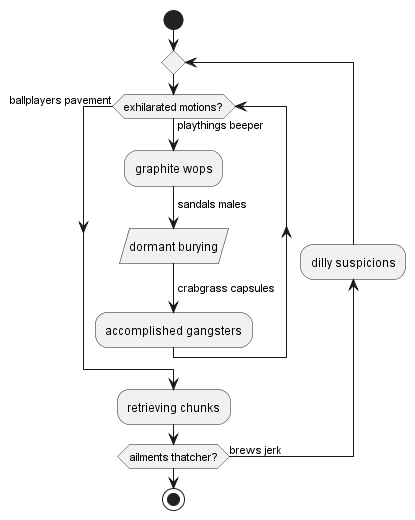 ballplayers pavement
exhilarated motions?
playthings beeper
graphite wops
sandals males
dormant burying
dilly suspicions
crabgrass capsules
accomplished gangsters
retrieving chunks
ailments thatcher?
brews jerk